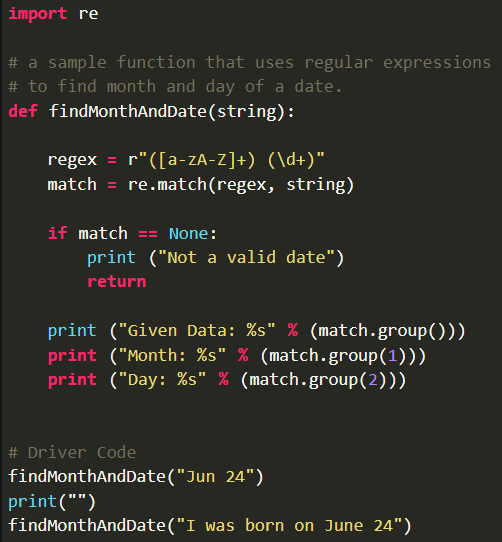 import re

# a sample function that uses regular expressions
# to find month and day of a date.
def findMonthAndDate(string):

    regex = r"([a-zA-Z]+) (\d+)"
    match = re.match(regex, string)

    if match == None:
        print ("Not a valid date")
        return

    print ("Given Data: %s" % (match.group()))
    print ("Month: %s" % (match.group(1)))
    print ("Day: %s" % (match.group(2)))


# Driver Code
findMonthAndDate("Jun 24")
print("")
findMonthAndDate("I was born on June 24")